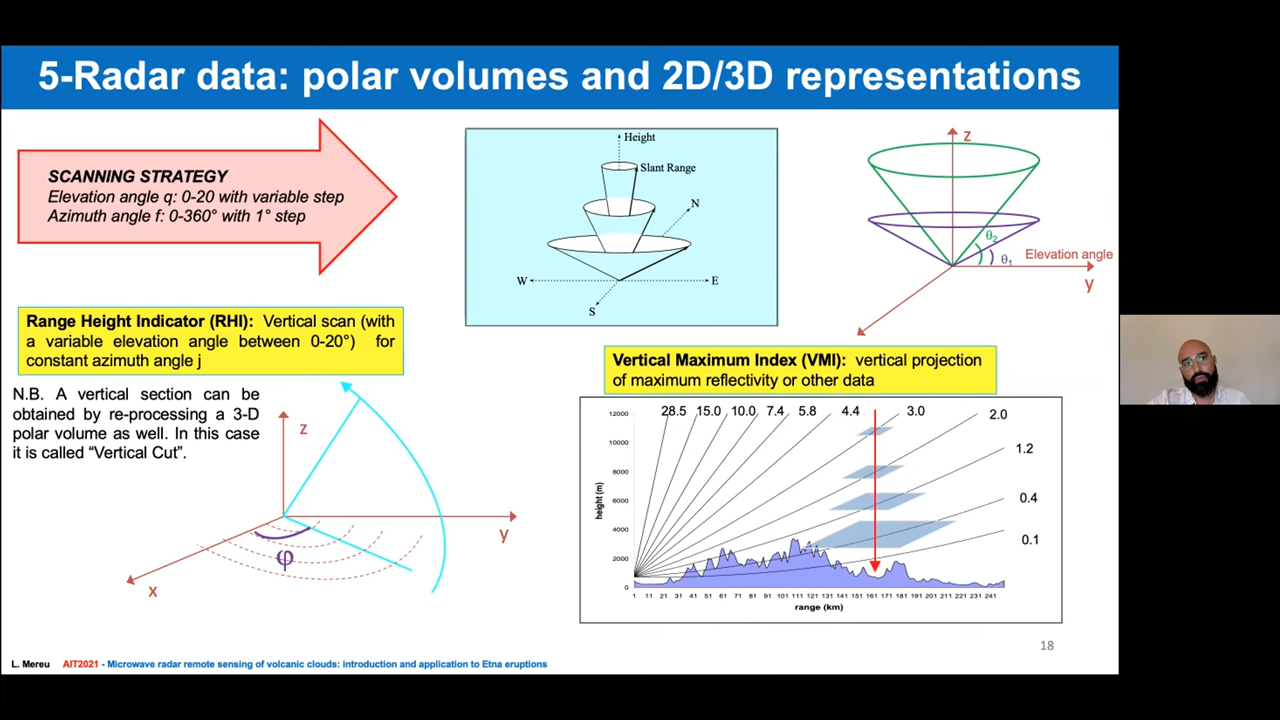 5-Radar data: polar volumes and 2D/3D representations
SCANNING STRATEGY
Elevation angle q: 0-20 with variable step
Azimuth angle f: 0-360° with 1° step
Height
Slant Range
N
W
E
S
z
θ2
θ1
Elevation angle
y
Range Height Indicator (RHI): Vertical scan (with
a variable elevation angle between 0-20°) for
constant azimuth angle j
N.B. A vertical section can be
obtained by re-processing a 3-D
polar volume as well. In this case
it is called “Vertical Cut”.
z
y
φ
x
Vertical Maximum Index (VMI): vertical projection
of maximum reflectivity or other data
28.5 15.0 10.0 7.4 5.8 4.4 3.0 2.0
1.2
0.4
0.1
12000
10000
8000
6000
4000
2000
0
height (m)
1 11 21 31 41 51 61 71 81 91 101 111 121 131 141 151 161 171 181 191 201 211 221 231 241
range (km)
18
L. Mereu AIT2021 - Microwave radar remote sensing of volcanic clouds: introduction and application to Etna eruptions